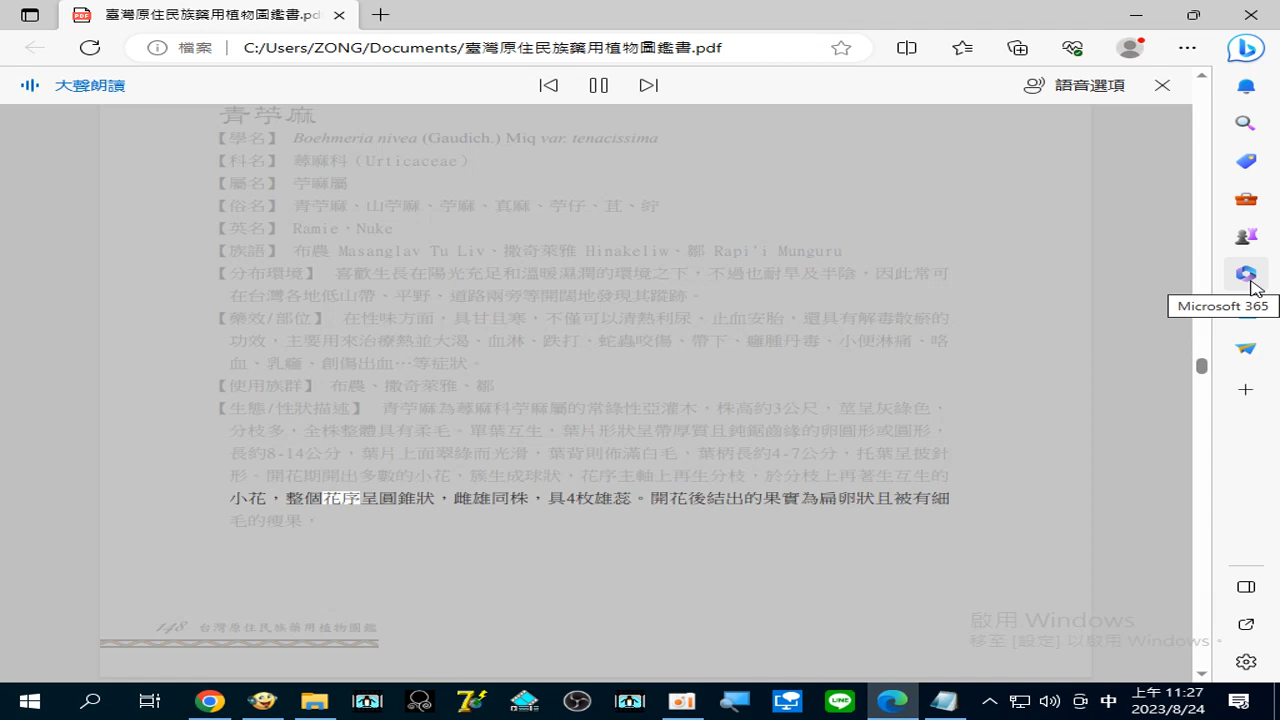 臺灣原住民族藥用植物圖鑑書.pdf
檔案 C:/Users/ZONG/Documents/臺灣原住民族藥用植物圖鑑書.pdf
大聲朗讀
語音選項
青苧麻
【學名】 Boehmeria nivea (Gaudich.) Miq var. tenacissima
【科名】 蕁麻科（Urticaceae）
【屬名】 苧麻屬
【俗名】 青苧麻、山苧麻、苧麻、真麻、苧仔、苴、紵
【英名】 Ramie，Nuke
【族語】 布農 Masanglav Tu Liv、撒奇萊雅 Hinakeliw、鄒 Rapi'i Munguru
【分布環境】 喜歡生長在陽光充足和溫暖濕潤的環境之下，不過也耐旱及半陰，因此常可
在台灣各地低山帶、平野、道路兩旁等開闊地發現其蹤跡。
【藥效/部位】 在性味方面，具甘且寒，不僅可以清熱利尿、止血安胎，還具有解毒散瘀的
功效，主要用來治療熱並大渴、血淋、跌打、蛇蟲咬傷、帶下、癰腫丹毒、小便淋痛、咯
血、乳癰、創傷出血…等症狀。
【使用族群】 布農、撒奇萊雅、鄒
【生態/性狀描述】 青苧麻為蕁麻科苧麻屬的常綠性亞灌木，株高約3公尺，莖呈灰綠色，
分枝多，全株整體具有柔毛。單葉互生，葉片形狀呈帶厚質且鈍鋸齒緣的卵圓形或圓形，
長約8-14公分，葉片上面翠綠而光滑，葉背則佈滿白毛、葉柄長約4-7公分，托葉呈披針
形。開花期開出多數的小花，簇生成球狀，花序主軸上再生分枝，於分枝上再著生互生的
小花，整個花序呈圓錐狀，雌雄同株，具4枚雄蕊。開花後結出的果實為扁卵狀且被有細
毛的瘦果，
148 台灣原住民族藥用植物圖鑑
Microsoft 365
啟用 Windows
移至 [設定] 以啟用 Windows。
中
上午 11:27
2023/8/24